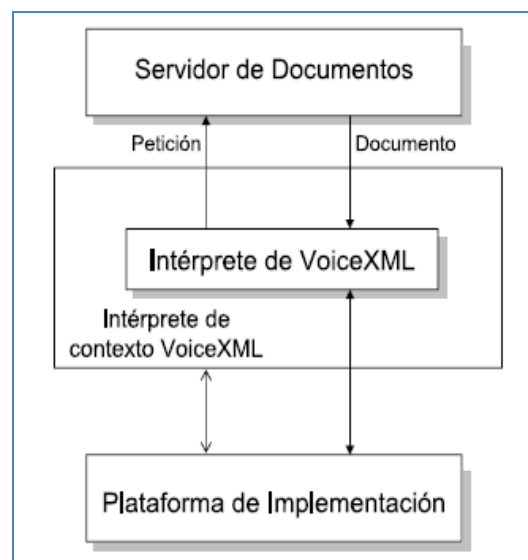 Servidor de Documentos
Petición
Documento
Intérprete de VoiceXML
Intérprete de
contexto VoiceXML
Plataforma de Implementación